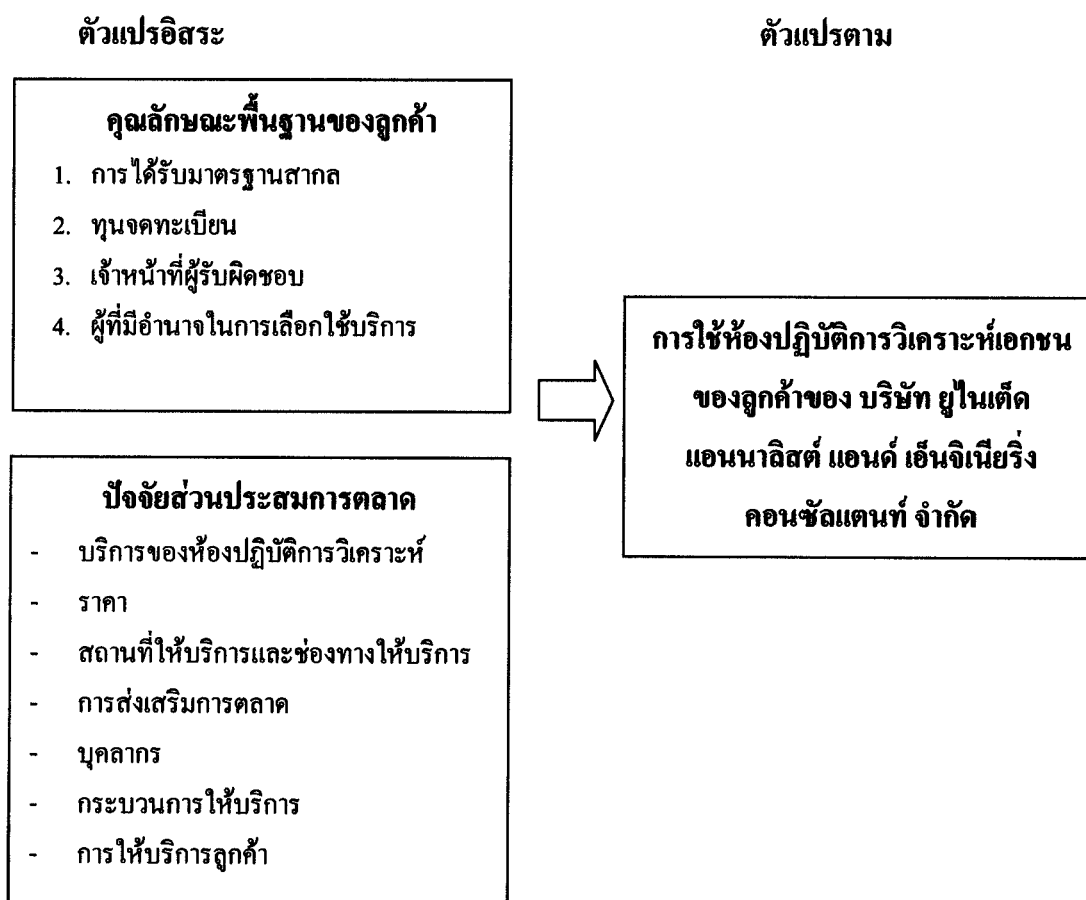 ตัวแปรอิสระ
ตัวแปรตาม
คุณลักษณะพื้นฐานของลูกค้า
1. การได้รับมาตรฐานสากล
2. ทุนจดทะเบียน
3. เจ้าหน้าที่ผู้รับผิดชอบ
4. ผู้ที่มีอำนาจในการเลือกใช้บริการ
ปัจจัยส่วนประสมการตลาด
- บริการของห้องปฏิบัติการวิเคราะห์
- ราคา
- สถานที่ให้บริการและช่องทางให้บริการ
- การส่งเสริมการตลาด
- บุคลากร
- กระบวนการให้บริการ
- การให้บริการลูกค้า
การใช้ห้องปฏิบัติการวิเคราะห์เอกชน
ของลูกค้าของ บริษัท ยูไนเต็ด
แอนนาลิสต์ แอนด์ เอ็นจิเนียริ่ง
คอนซัลแตนท์ จำกัด